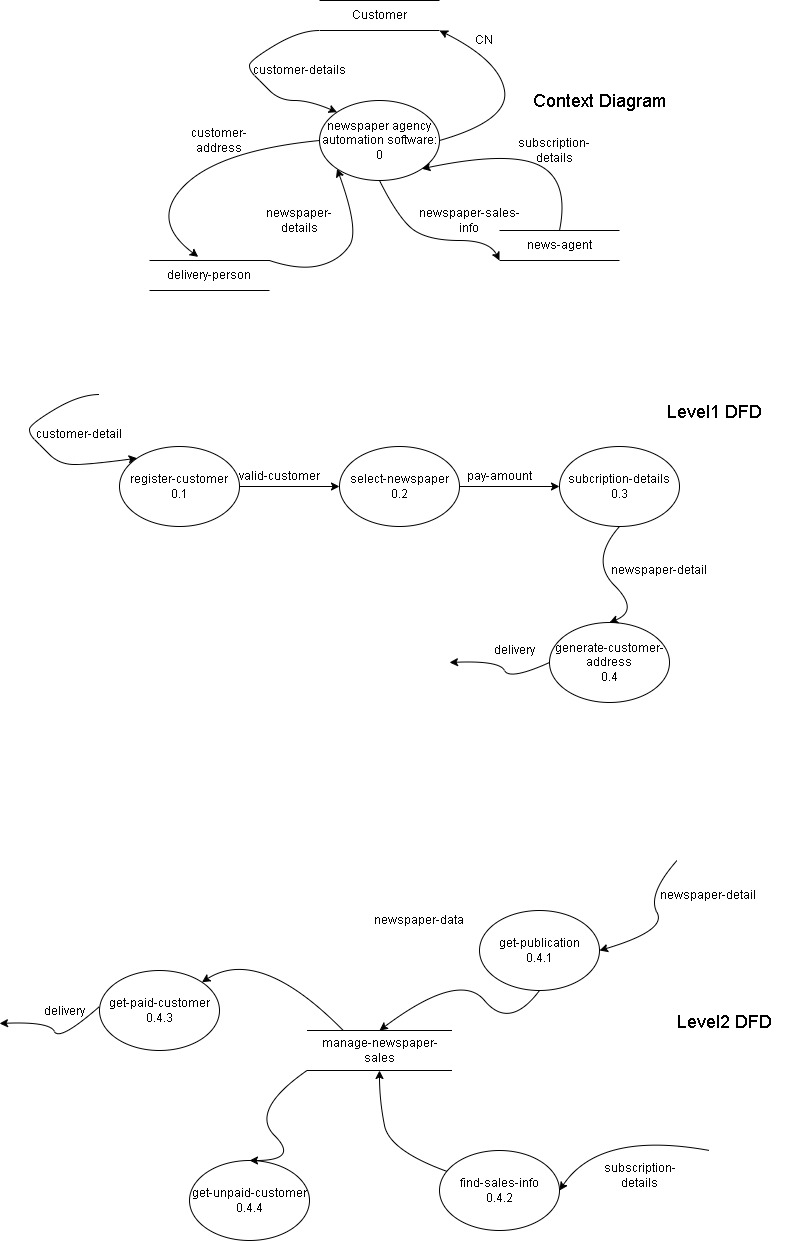 Customer
CN
customer-details
Context Diagram
newspaper agency
automation software:
0
customer-
address
subscription-
details
newspaper-
details
newspaper-sales-
info
news-agent
delivery-person
Level1 DFD
customer-detail
register-customer
0.1
valid-customer
select-newspaper
0.2
pay-amount
subcription-details
0.3
newspaper-detail
generate-customer-
address
0.4
delivery
newspaper-detail
newspaper-data
get-publication
0.4.1
get-paid-customer
0.4.3
delivery
Level2 DFD
manage-newspaper-
sales
subscription-
details
find-sales-info
0.4.2
get-unpaid-customer
0.4.4